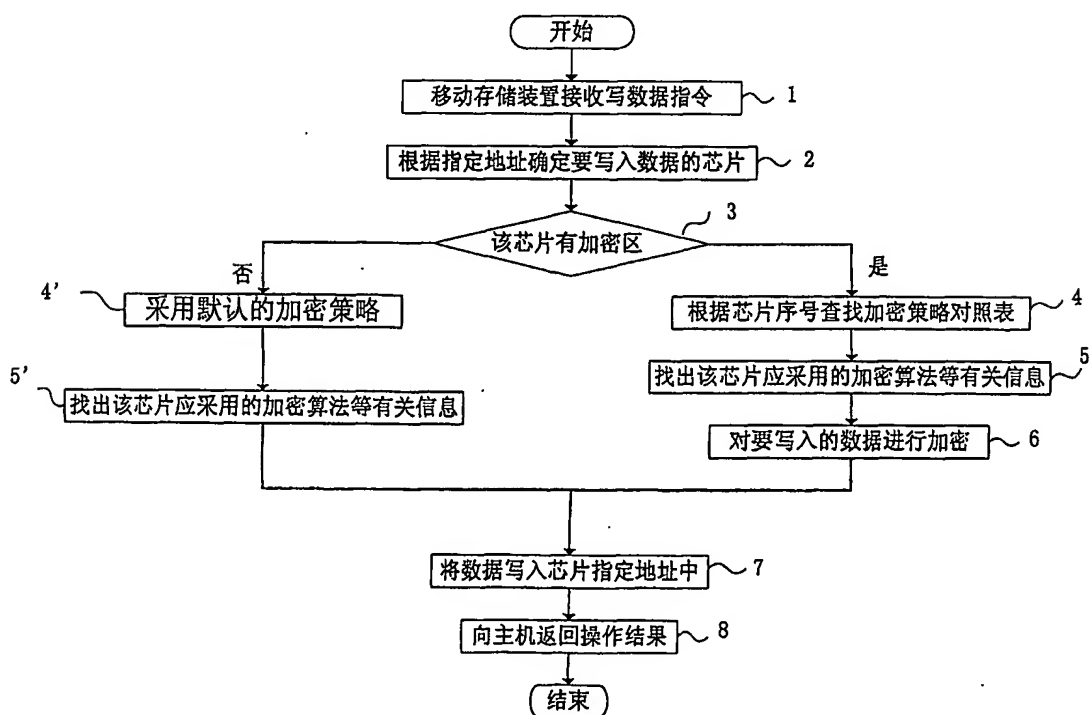 开始
移动存储装置接收写数据指令
1
根据指定地址确定要写入数据的芯片
2
该芯片有加密区
3
否
是
4'
采用默认的加密策略
根据芯片序号查找加密策略对照表
4
5'
找出该芯片应采用的加密算法等有关信息
找出该芯片应采用的加密算法等有关信息
5
对要写入的数据进行加密
6
将数据写入芯片指定地址中
7
向主机返回操作结果
8
结束